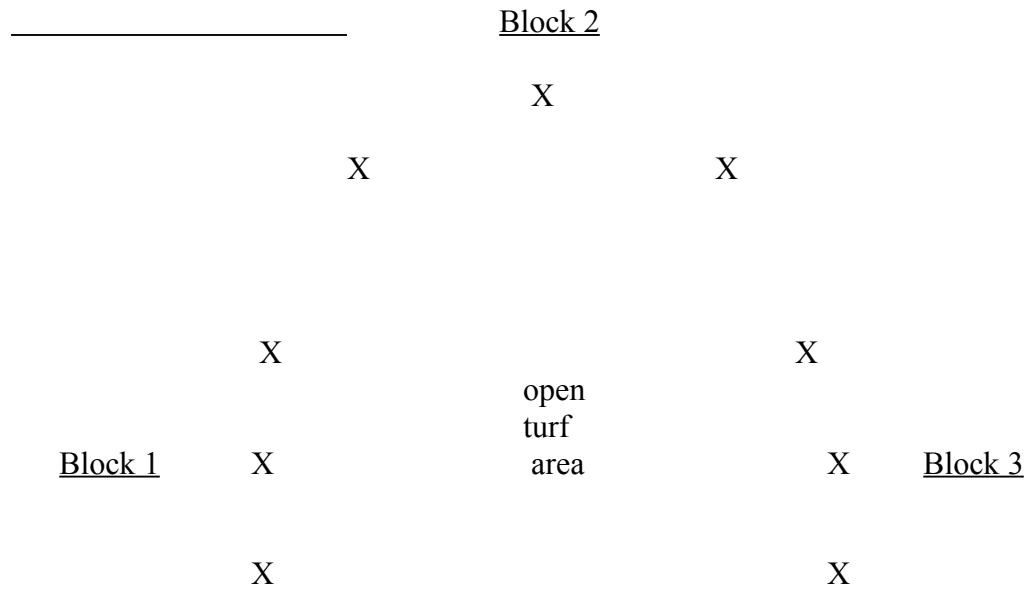 Block 2
X
X X
X X
open
turf
Block 1 X area X Block 3
X X